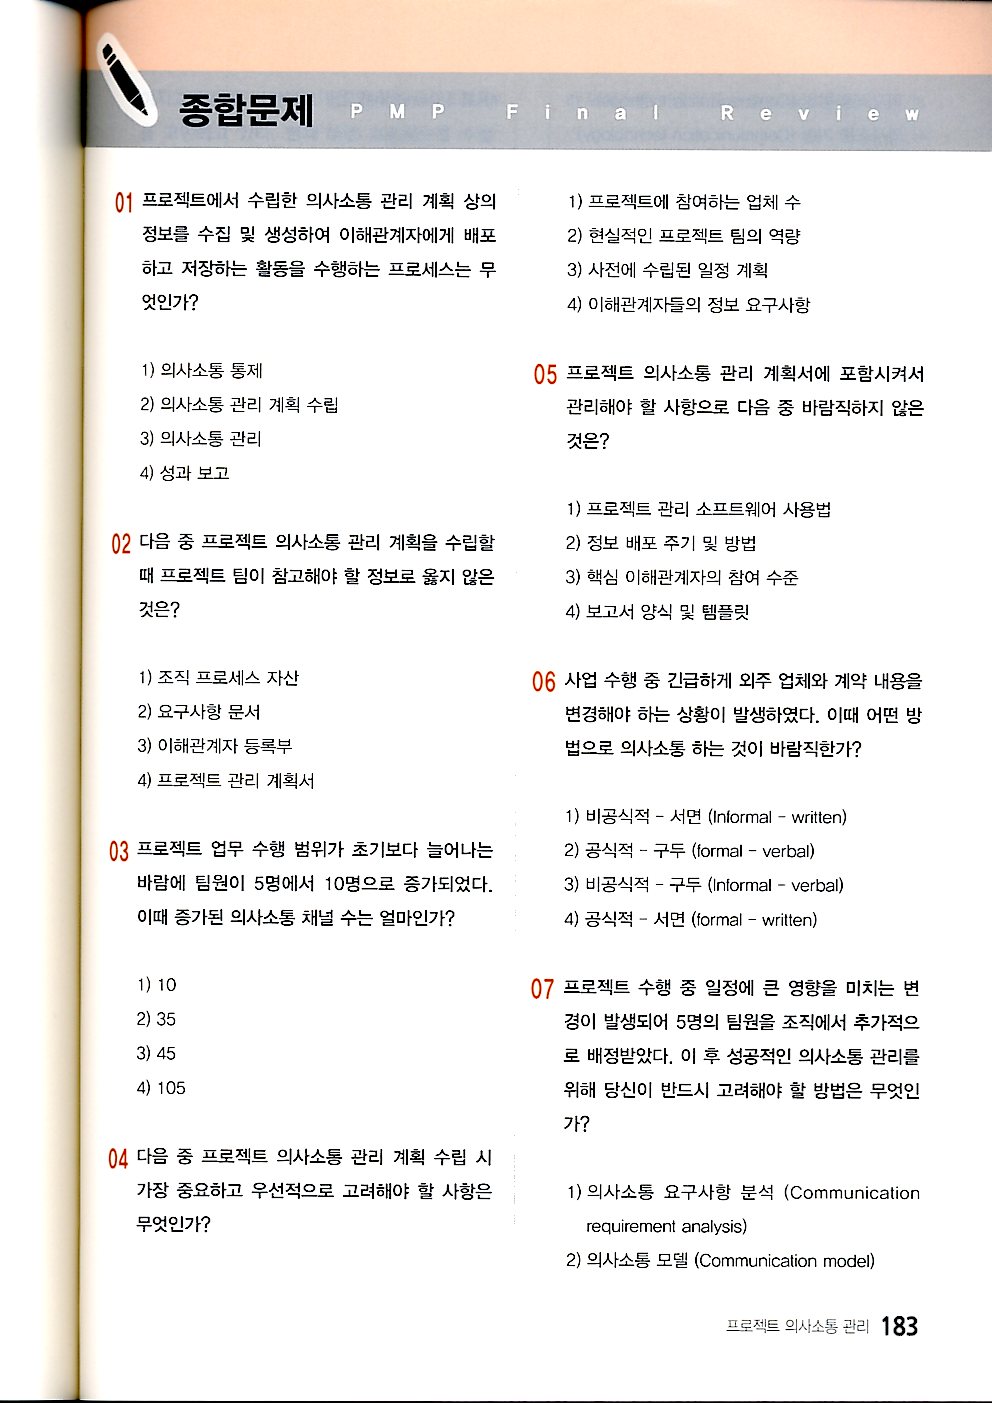 종합문제 PMP Final Review
01 프로젝트에서 수립한 의사소통 관리 계획 상의
정보를 수집 및 생성하여 이해관계자에게 배포
하고 저장하는 활동을 수행하는 프로세스는 무
엇인가?
1) 의사소통 통제
2) 의사소통 관리 계획 수립
3) 의사소통 관리
4) 성과 보고
02 다음 중 프로젝트 의사소통 관리 계획을 수립할
때 프로젝트 팀이 참고해야 할 정보로 옳지 않은
것은?
1) 조직 프로세스 자산
2) 요구사항 문서
3) 이해관계자 등록부
4) 프로젝트 관리 계획서
03 프로젝트 업무 수행 범위가 초기보다 늘어나는
바람에 팀원이 5명에서 10명으로 증가되었다.
이때 증가된 의사소통 채널 수는 얼마인가?
1) 10
2) 35
3) 45
4) 105
04 다음 중 프로젝트 의사소통 관리 계획 수립 시
가장 중요하고 우선적으로 고려해야 할 사항은
무엇인가?
1) 프로젝트에 참여하는 업체 수
2) 현실적인 프로젝트 팀의 역량
3) 사전에 수립된 일정 계획
4) 이해관계자들의 정보 요구사항
05 프로젝트 의사소통 관리 계획서에 포함시켜서
관리해야 할 사항으로 다음 중 바람직하지 않은
것은?
1) 프로젝트 관리 소프트웨어 사용법
2) 정보 배포 주기 및 방법
3) 핵심 이해관계자의 참여 수준
4) 보고서 양식 및 템플릿
06 사업 수행 중 긴급하게 외주 업체와 계약 내용을
변경해야 하는 상황이 발생하였다. 이때 어떤 방
법으로 의사소통 하는 것이 바람직한가?
1) 비공식적 - 서면 (Informal - written)
2) 공식적 - 구두 (formal - verbal)
3) 비공식적 - 구두 (Informal - verbal)
4) 공식적 - 서면 (formal - written)
07 프로젝트 수행 중 일정에 큰 영향을 미치는 변
경이 발생되어 5명의 팀원을 조직에서 추가적으
로 배정받았다. 이 후 성공적인 의사소통 관리를
위해 당신이 반드시 고려해야 할 방법은 무엇인
가?
1) 의사소통 요구사항 분석 (Communication
requirement analysis)
2) 의사소통 모델 (Communication model)
프로젝트 의사소통 관리 183